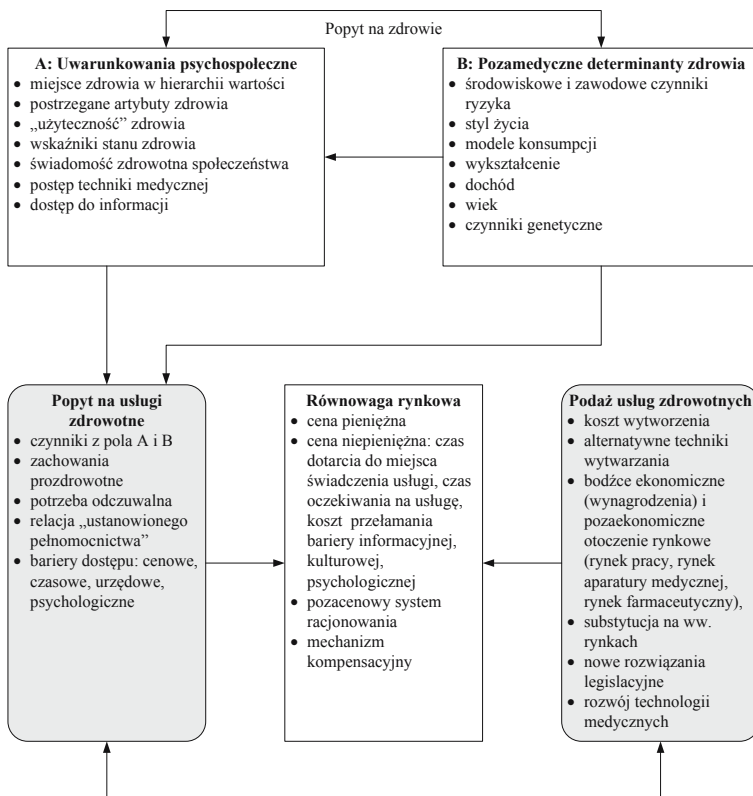 Popyt na zdrowie
A: Uwarunkowania psychospołeczne
• miejsce zdrowia w hierarchii wartości
• postrzegane artybuty zdrowia
• „użyteczność” zdrowia
• wskaźniki stanu zdrowia
• świadomość zdrowotna społeczeństwa
• postęp techniki medycznej
• dostęp do informacji
B: Pozamedyczne determinanty zdrowia
• środowiskowe i zawodowe czynniki
ryzyka
• styl życia
• modele konsumpcji
• wykształcenie
• dochód
• wiek
• czynniki genetyczne
Popyt na usługi
zdrowotne
• czynniki z pola A i B
• zachowania
prozdrowotne
• potrzeba odczuwalna
• relacja „ustanowionego
pełnomocnictwa”
• bariery dostępu: cenowe,
czasowe, urzędowe,
psychologiczne
Równowaga rynkowa
• cena pieniężna
• cena niepieniężna: czas
dotarcia do miejsca
świadczenia usługi, czas
oczekiwania na usługę,
koszt przełamania
bariery informacyjnej,
kulturowej,
psychologicznej
• pozacenowy system
racjonowania
• mechanizm
kompensacyjny
Podaż usług zdrowotnych
• koszt wytworzenia
• alternatywne techniki
wytwarzania
• bodźce ekonomiczne
(wynagrodzenia) i
pozaekonomiczne
otoczenie rynkowe
(rynek pracy, rynek
aparatury medycznej,
rynek farmaceutyczny),
• substytucja na ww.
rynkach
• nowe rozwiązania
legislacyjne
• rozwój technologii
medycznych